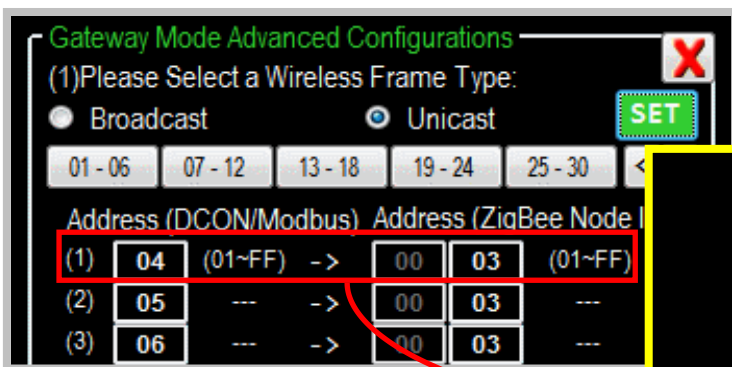 Gateway Mode Advanced Configurations
X
(1)Please Select a Wireless Frame Type:
Broadcast Unicast SET
01 - 06 07 - 12 13 - 18 19 - 24 25 - 30 <
Address (DCON/Modbus) Address (ZigBee Node
(1) 04 (01~FF) -> 00 03 (01~FF)
(2) 05 --- -> 00 03 ---
(3) 06 --- -> 00 03 ---